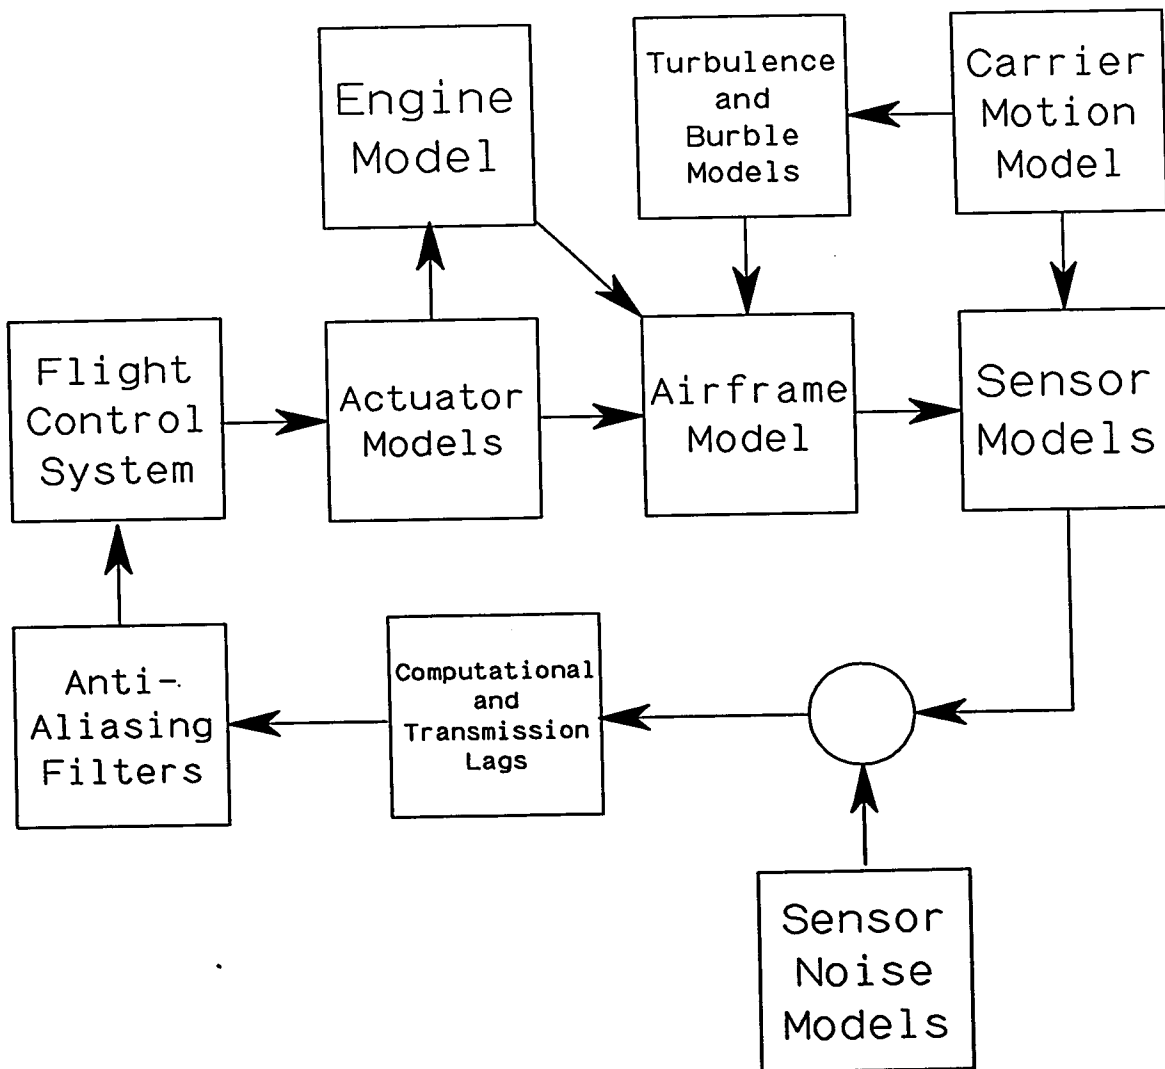 Engine
Model
Turbulence
and
Burble
Models
Carrier
Motion
Model
Flight
Control
System
Actuator
Models
Airframe
Model
Sensor
Models
Anti-
Aliasing
Filters
Computational
and
Transmission
Lags
Sensor
Noise
Models